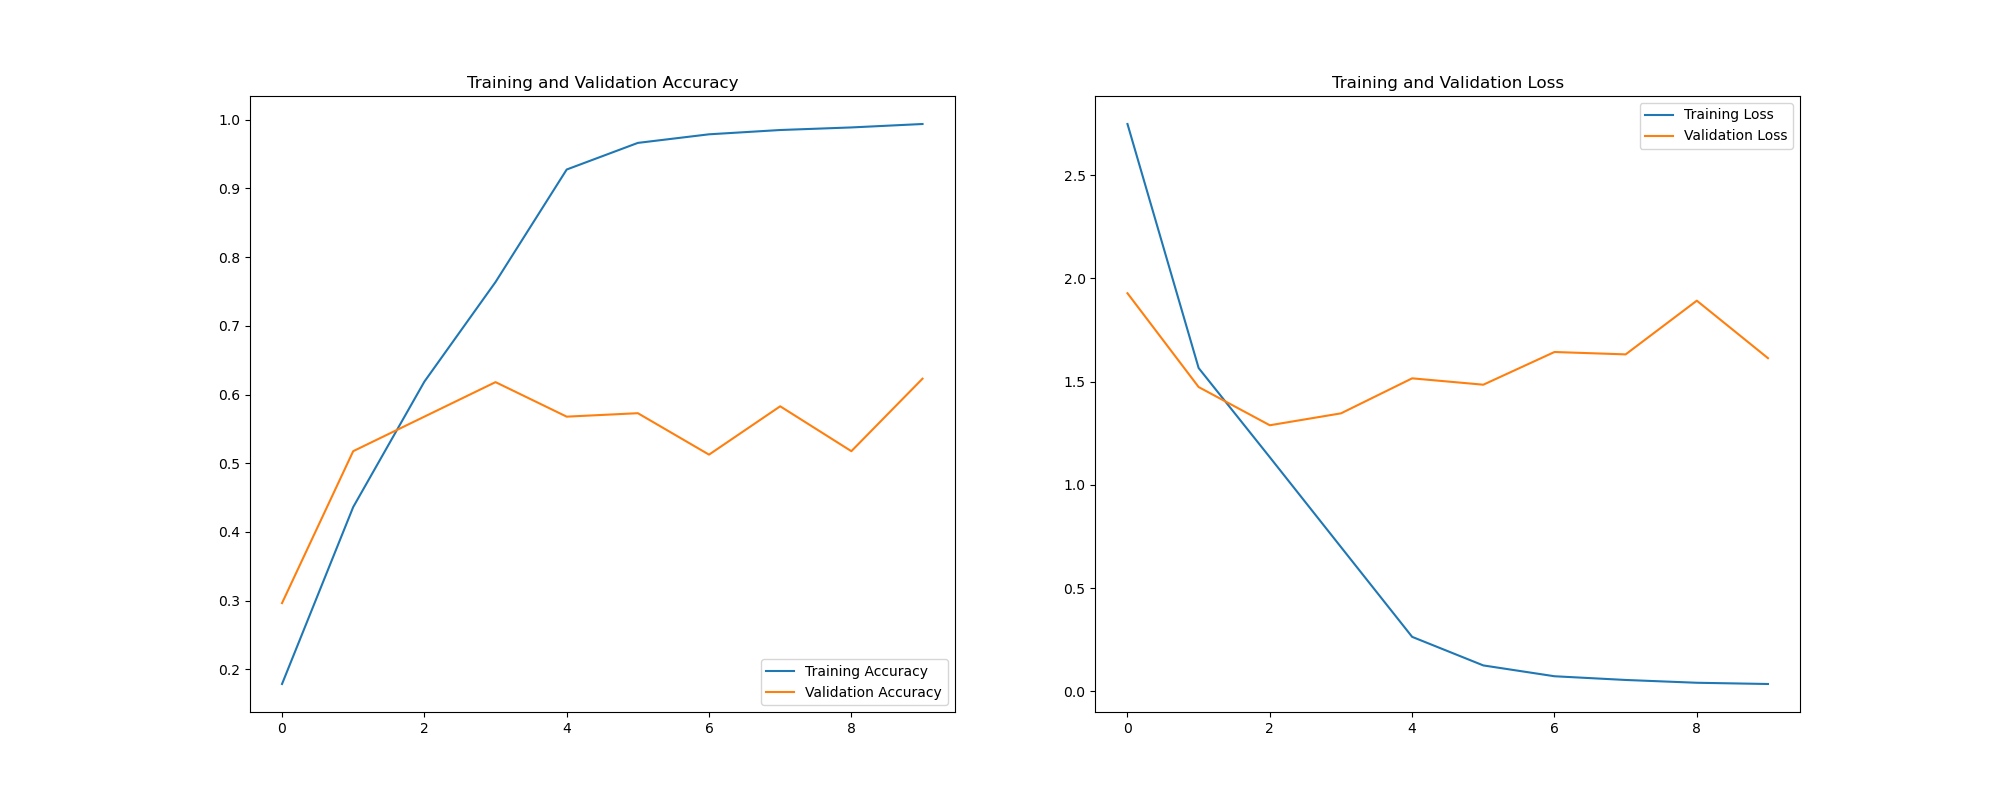 Training and Validation Accuracy
1.0
0.9
0.8
0.7
0.6
0.5
0.4
0.3
0.2
0 2 4 6 8
Training Accuracy
Validation Accuracy
Training and Validation Loss
2.5
2.0
1.5
1.0
0.5
0.0
0 2 4 6 8
Training Loss
Validation Loss